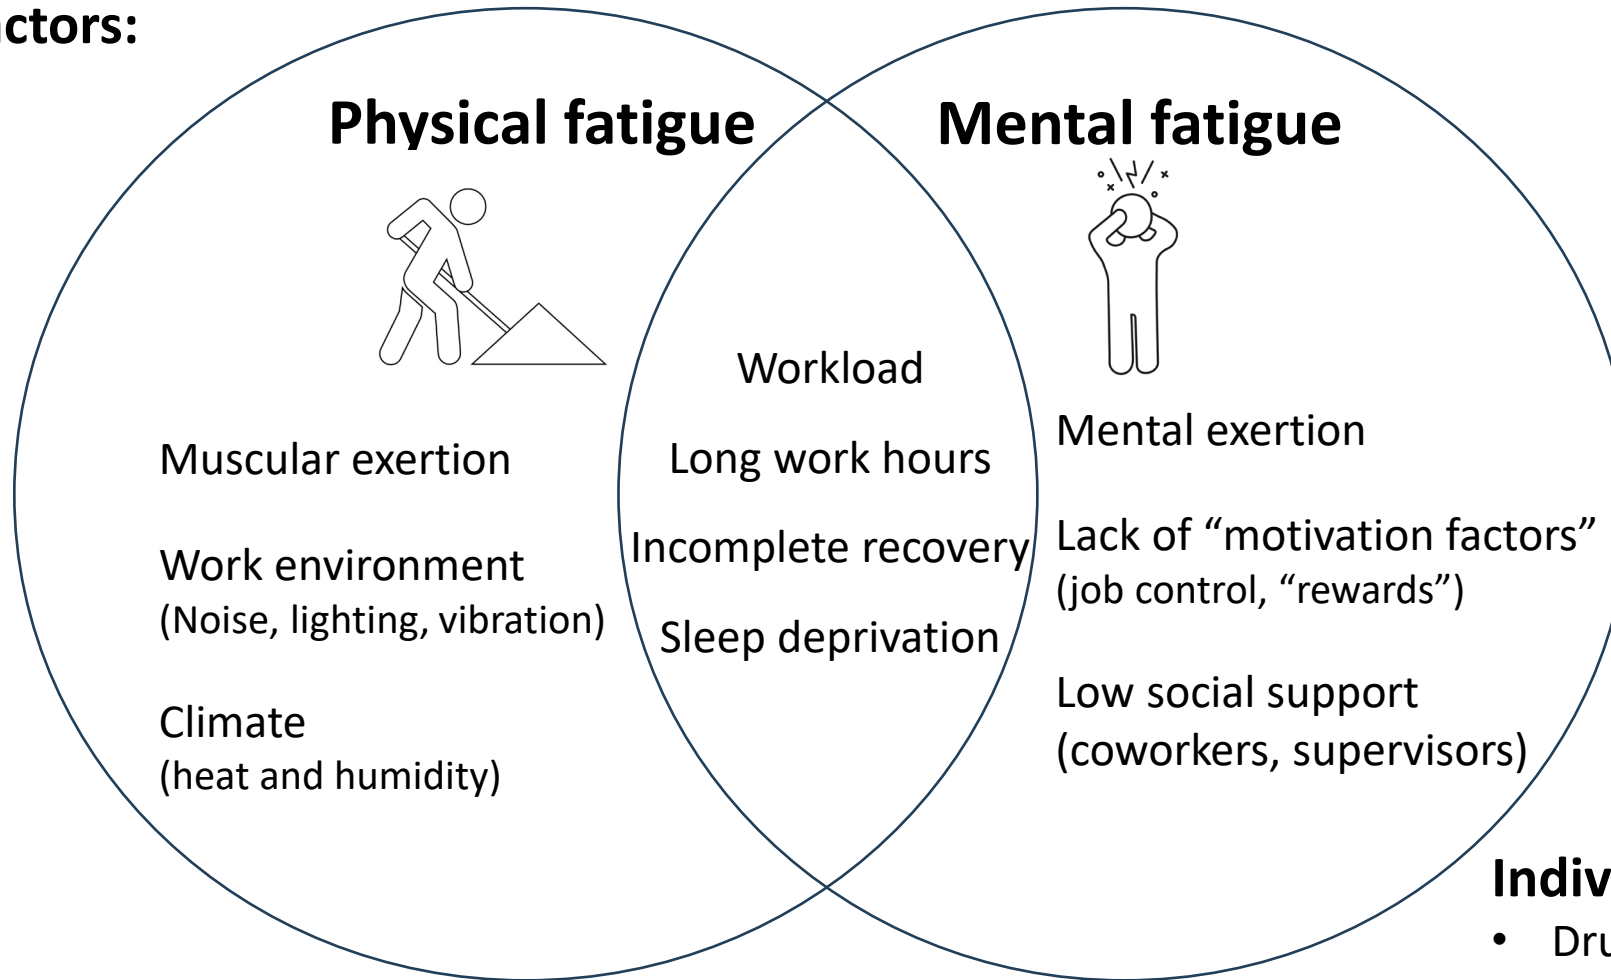 actors:
Physical fatigue
Muscular exertion
Work environment
(Noise, lighting, vibration)
Climate
(heat and humidity)
Workload
Long work hours
Incomplete recovery
Sleep deprivation
Mental fatigue
Mental exertion
Lack of “motivation factors”
(job control, “rewards”)
Low social support
(coworkers, supervisors)
Indiv
• Dru